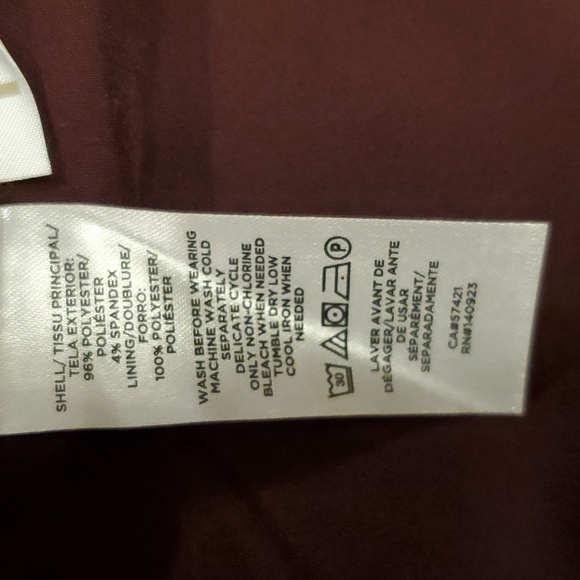 SHELL/ TISSU PRINCIPAL/
TELA EXTERIOR:
96% POLYESTER/
POLIÉSTER
4% SPANDEX
LINING/DOUBLURE/
FORRO:
100% POLYESTER/
POLIÉSTER
WASH BEFORE WEARING
MACHINE WASH COLD
SEPARATELY
DELICATE CYCLE
ONLY NON-CHLORINE
BLEACH WHEN NEEDED
TUMBLE DRY LOW
COOL IRON WHEN
NEEDED
30 P
LAVER AVANT DE
DÉGAGER/LAVAR ANTE
DE USAR
SÉPARÉMENT/
SEPARADAMENTE
CA#57421
RN#140923